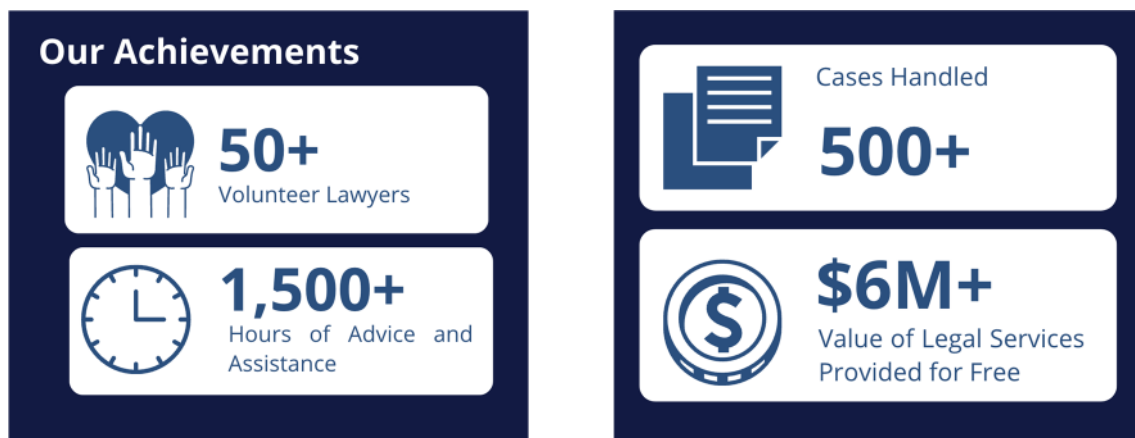 Our Achievements
50+
Volunteer Lawyers
1,500+
Hours of Advice and
Assistance
Cases Handled
500+
$6M+
Value of Legal Services
Provided for Free